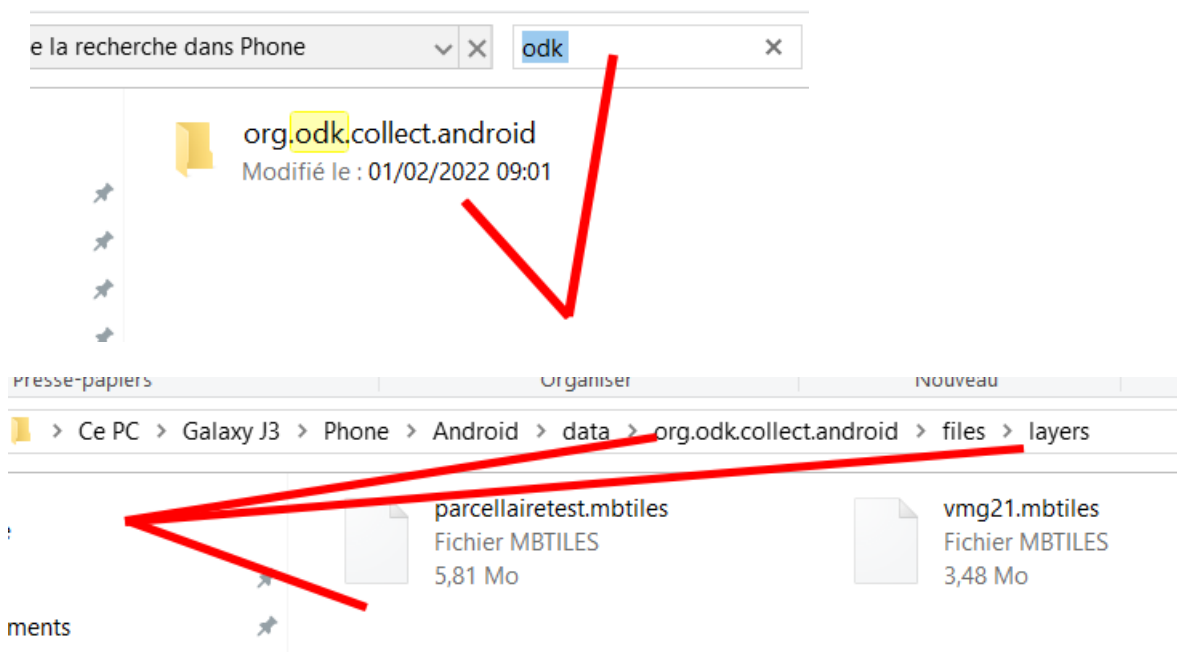 e la recherche dans Phone
odk
org.odk.collect.android
Modifié le : 01/02/2022 09:01
Presse-papiers Organiser Nouveau
> Ce PC > Galaxy J3 > Phone > Android > data > org.odk.collect.android > files > layers
parcellairetest.mbtiles
Fichier MBTILES
5,81 Mo
vmg21.mbtiles
Fichier MBTILES
3,48 Mo
ments